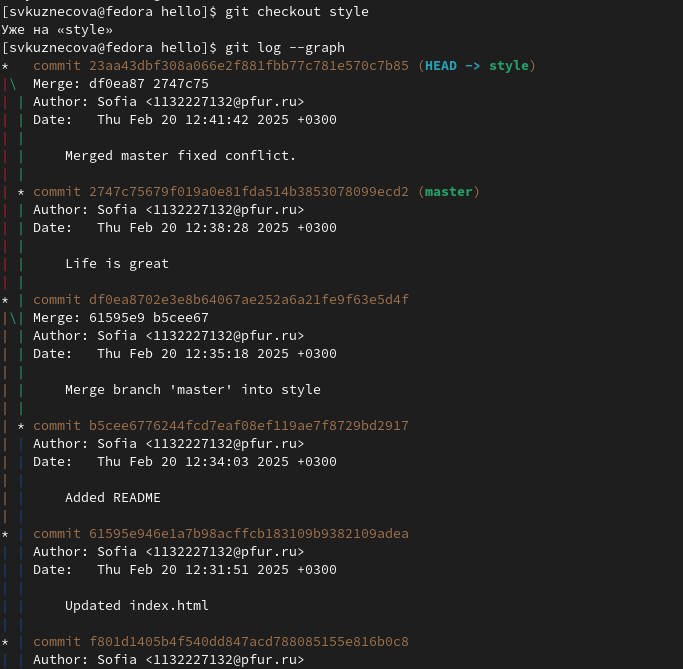 [svkuznecova@fedora hello]$ git checkout style
Уже на «style»
[svkuznecova@fedora hello]$ git log --graph
*   commit 23aa43dbf308a066e2f881fbb77c781e570c7b85 (HEAD -> style)
|\  Merge: df0ea87 2747c75
| | Author: Sofia <1132227132@pfur.ru>
| | Date:   Thu Feb 20 12:41:42 2025 +0300
| |
| |     Merged master fixed conflict.
| |
| * commit 2747c75679f019a0e81fda514b3853078099ecd2 (master)
| | Author: Sofia <1132227132@pfur.ru>
| | Date:   Thu Feb 20 12:38:28 2025 +0300
| |
| |     Life is great
| |
* | commit df0ea8702e3e8b64067ae252a6a21fe9f63e5d4f
|\| Merge: 61595e9 b5cee67
| | Author: Sofia <1132227132@pfur.ru>
| | Date:   Thu Feb 20 12:35:18 2025 +0300
| |
| |     Merge branch 'master' into style
| |
| * commit b5cee6776244fcd7eaf08ef119ae7f8729bd2917
| | Author: Sofia <1132227132@pfur.ru>
| | Date:   Thu Feb 20 12:34:03 2025 +0300
| |
| |     Added README
| |
* | commit 61595e946e1a7b98acffcb183109b9382109adea
| | Author: Sofia <1132227132@pfur.ru>
| | Date:   Thu Feb 20 12:31:51 2025 +0300
| |
| |     Updated index.html
| |
* | commit f801d1405b4f540dd847acd788085155e816b0c8
| | Author: Sofia <1132227132@pfur.ru>